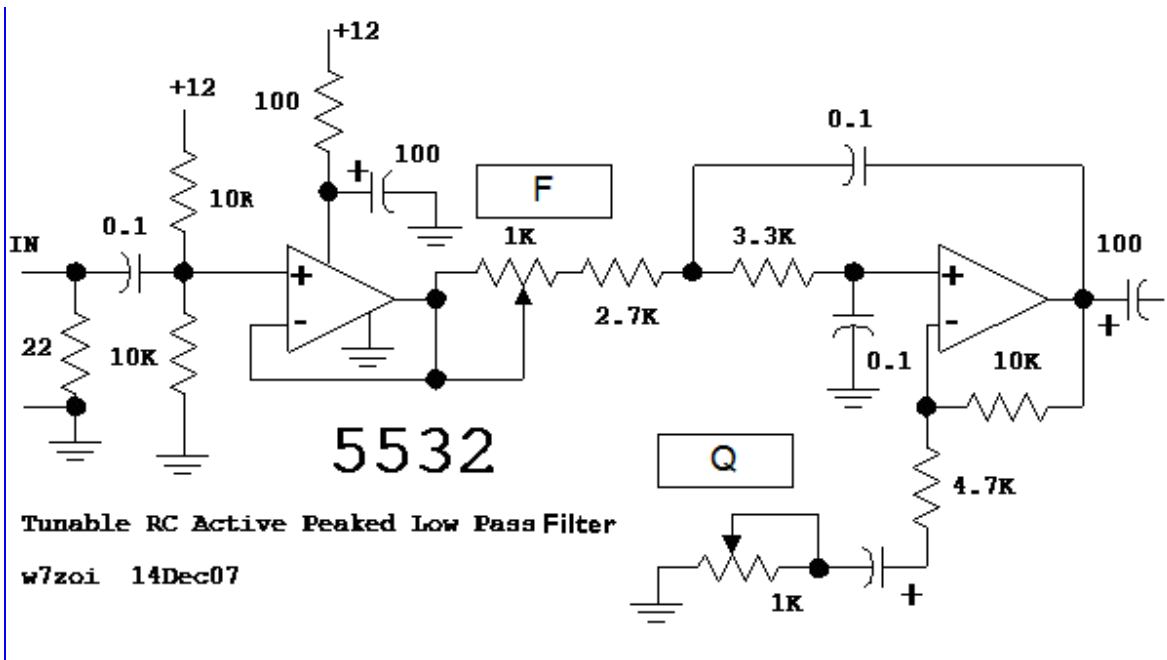 +12
+12
100
100
+
F
0.1
10R
0.1
IN
1K
3.3K
100
+
+
2.7K
-
-
+
22
10K
0.1
10K
5532
Q
4.7K
Tunable RC Active Peaked Low Pass Filter
w7zoi 14Dec07
1K
+